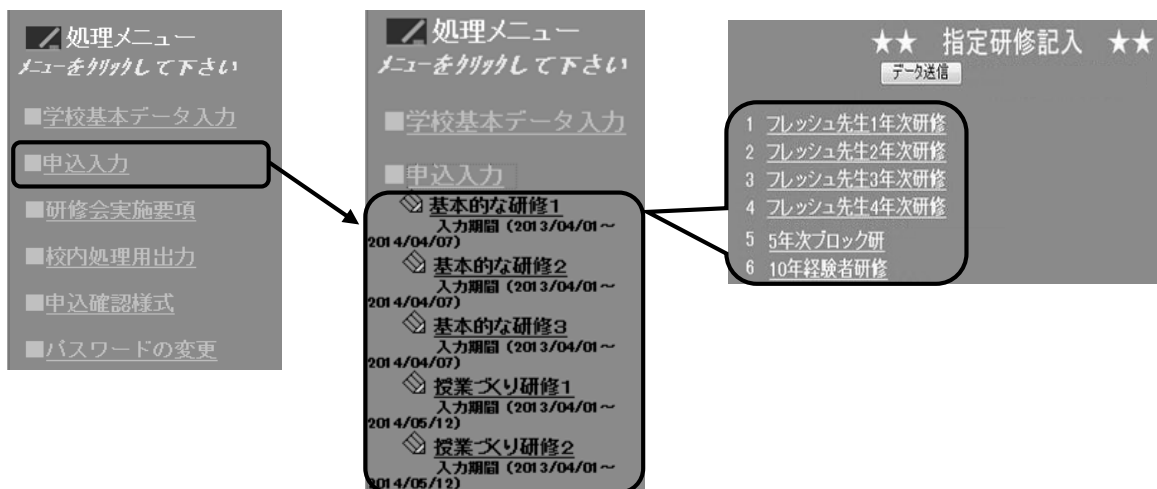 処理メニュー
メニューをクリックして下さい
■学校基本データ入力
■申込入力
■研修会実施要項
■校内処理用出力
■申込確認様式
■パスワードの変更
処理メニュー
メニューをクリックして下さい
■学校基本データ入力
■申込入力
基本的な研修1
入力期間(2013/04/01~
2014/04/07)
基本的な研修2
入力期間(2013/04/01~
2014/04/07)
基本的な研修3
入力期間(2013/04/01~
2014/04/07)
授業づくり研修1
入力期間(2013/04/01~
2014/05/12)
授業づくり研修2
入力期間(2013/04/01~
2014/05/12)
★★ 指定研修記入 ★★
データ送信
1 フレッシュ先生1年次研修
2 フレッシュ先生2年次研修
3 フレッシュ先生3年次研修
4 フレッシュ先生4年次研修
5 5年次ブロック研
6 10年経験者研修